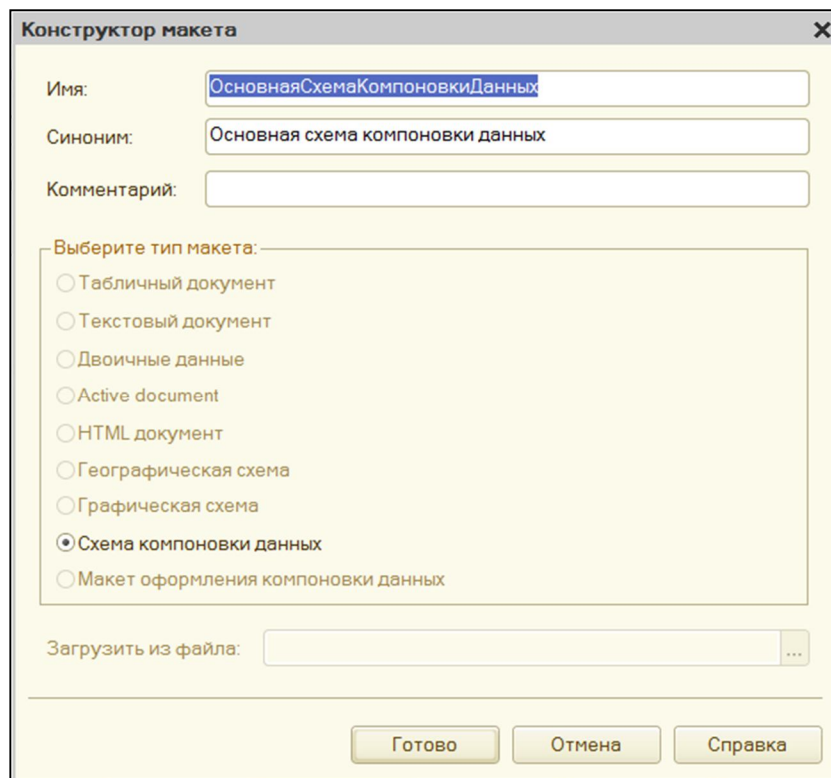 Конструктор макета
Имя: ОсновнаяСхемаКомпоновкиДанных
Синоним: Основная схема компоновки данных
Комментарий:
Выберите тип макета:
Табличный документ
Текстовый документ
Двоичные данные
Active document
HTML документ
Географическая схема
Графическая схема
Схема компоновки данных
Макет оформления компоновки данных
Загрузить из файла: ...
Готово Отмена Справка